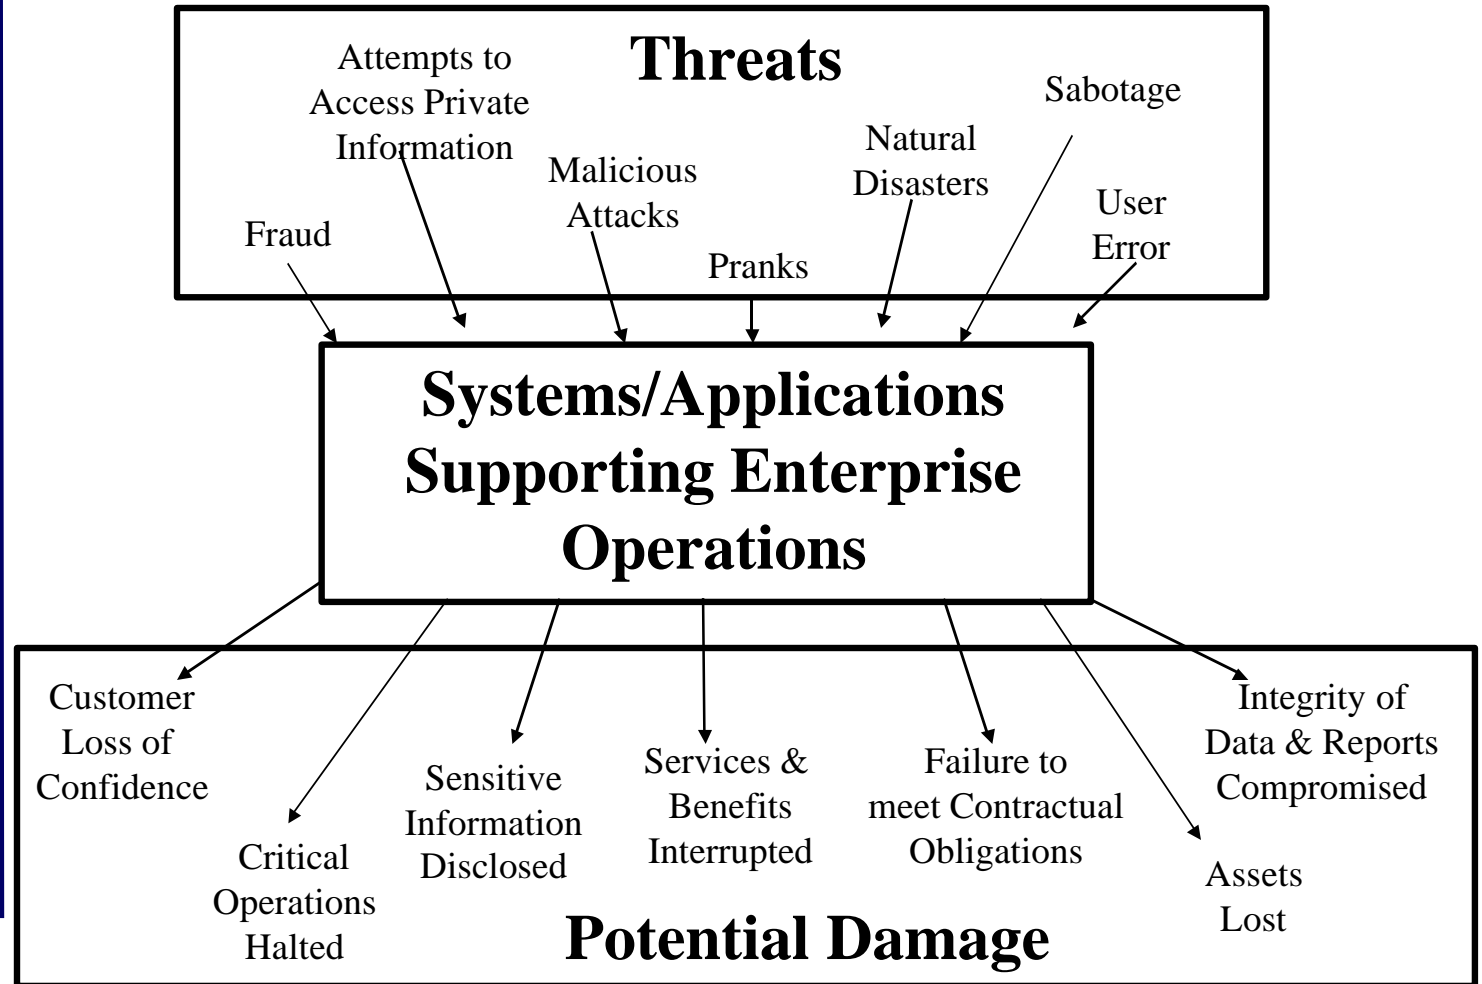 Threats
Attempts to
Access Private
Information
Sabotage
Natural
Disasters
Malicious
Attacks
User
Error
Fraud
Pranks
Systems/Applications
Supporting Enterprise
Operations
Customer
Loss of
Confidence
Critical
Operations
Halted
Sensitive
Information
Disclosed
Services &
Benefits
Interrupted
Failure to
meet Contractual
Obligations
Integrity of
Data & Reports
Compromised
Assets
Lost
Potential Damage